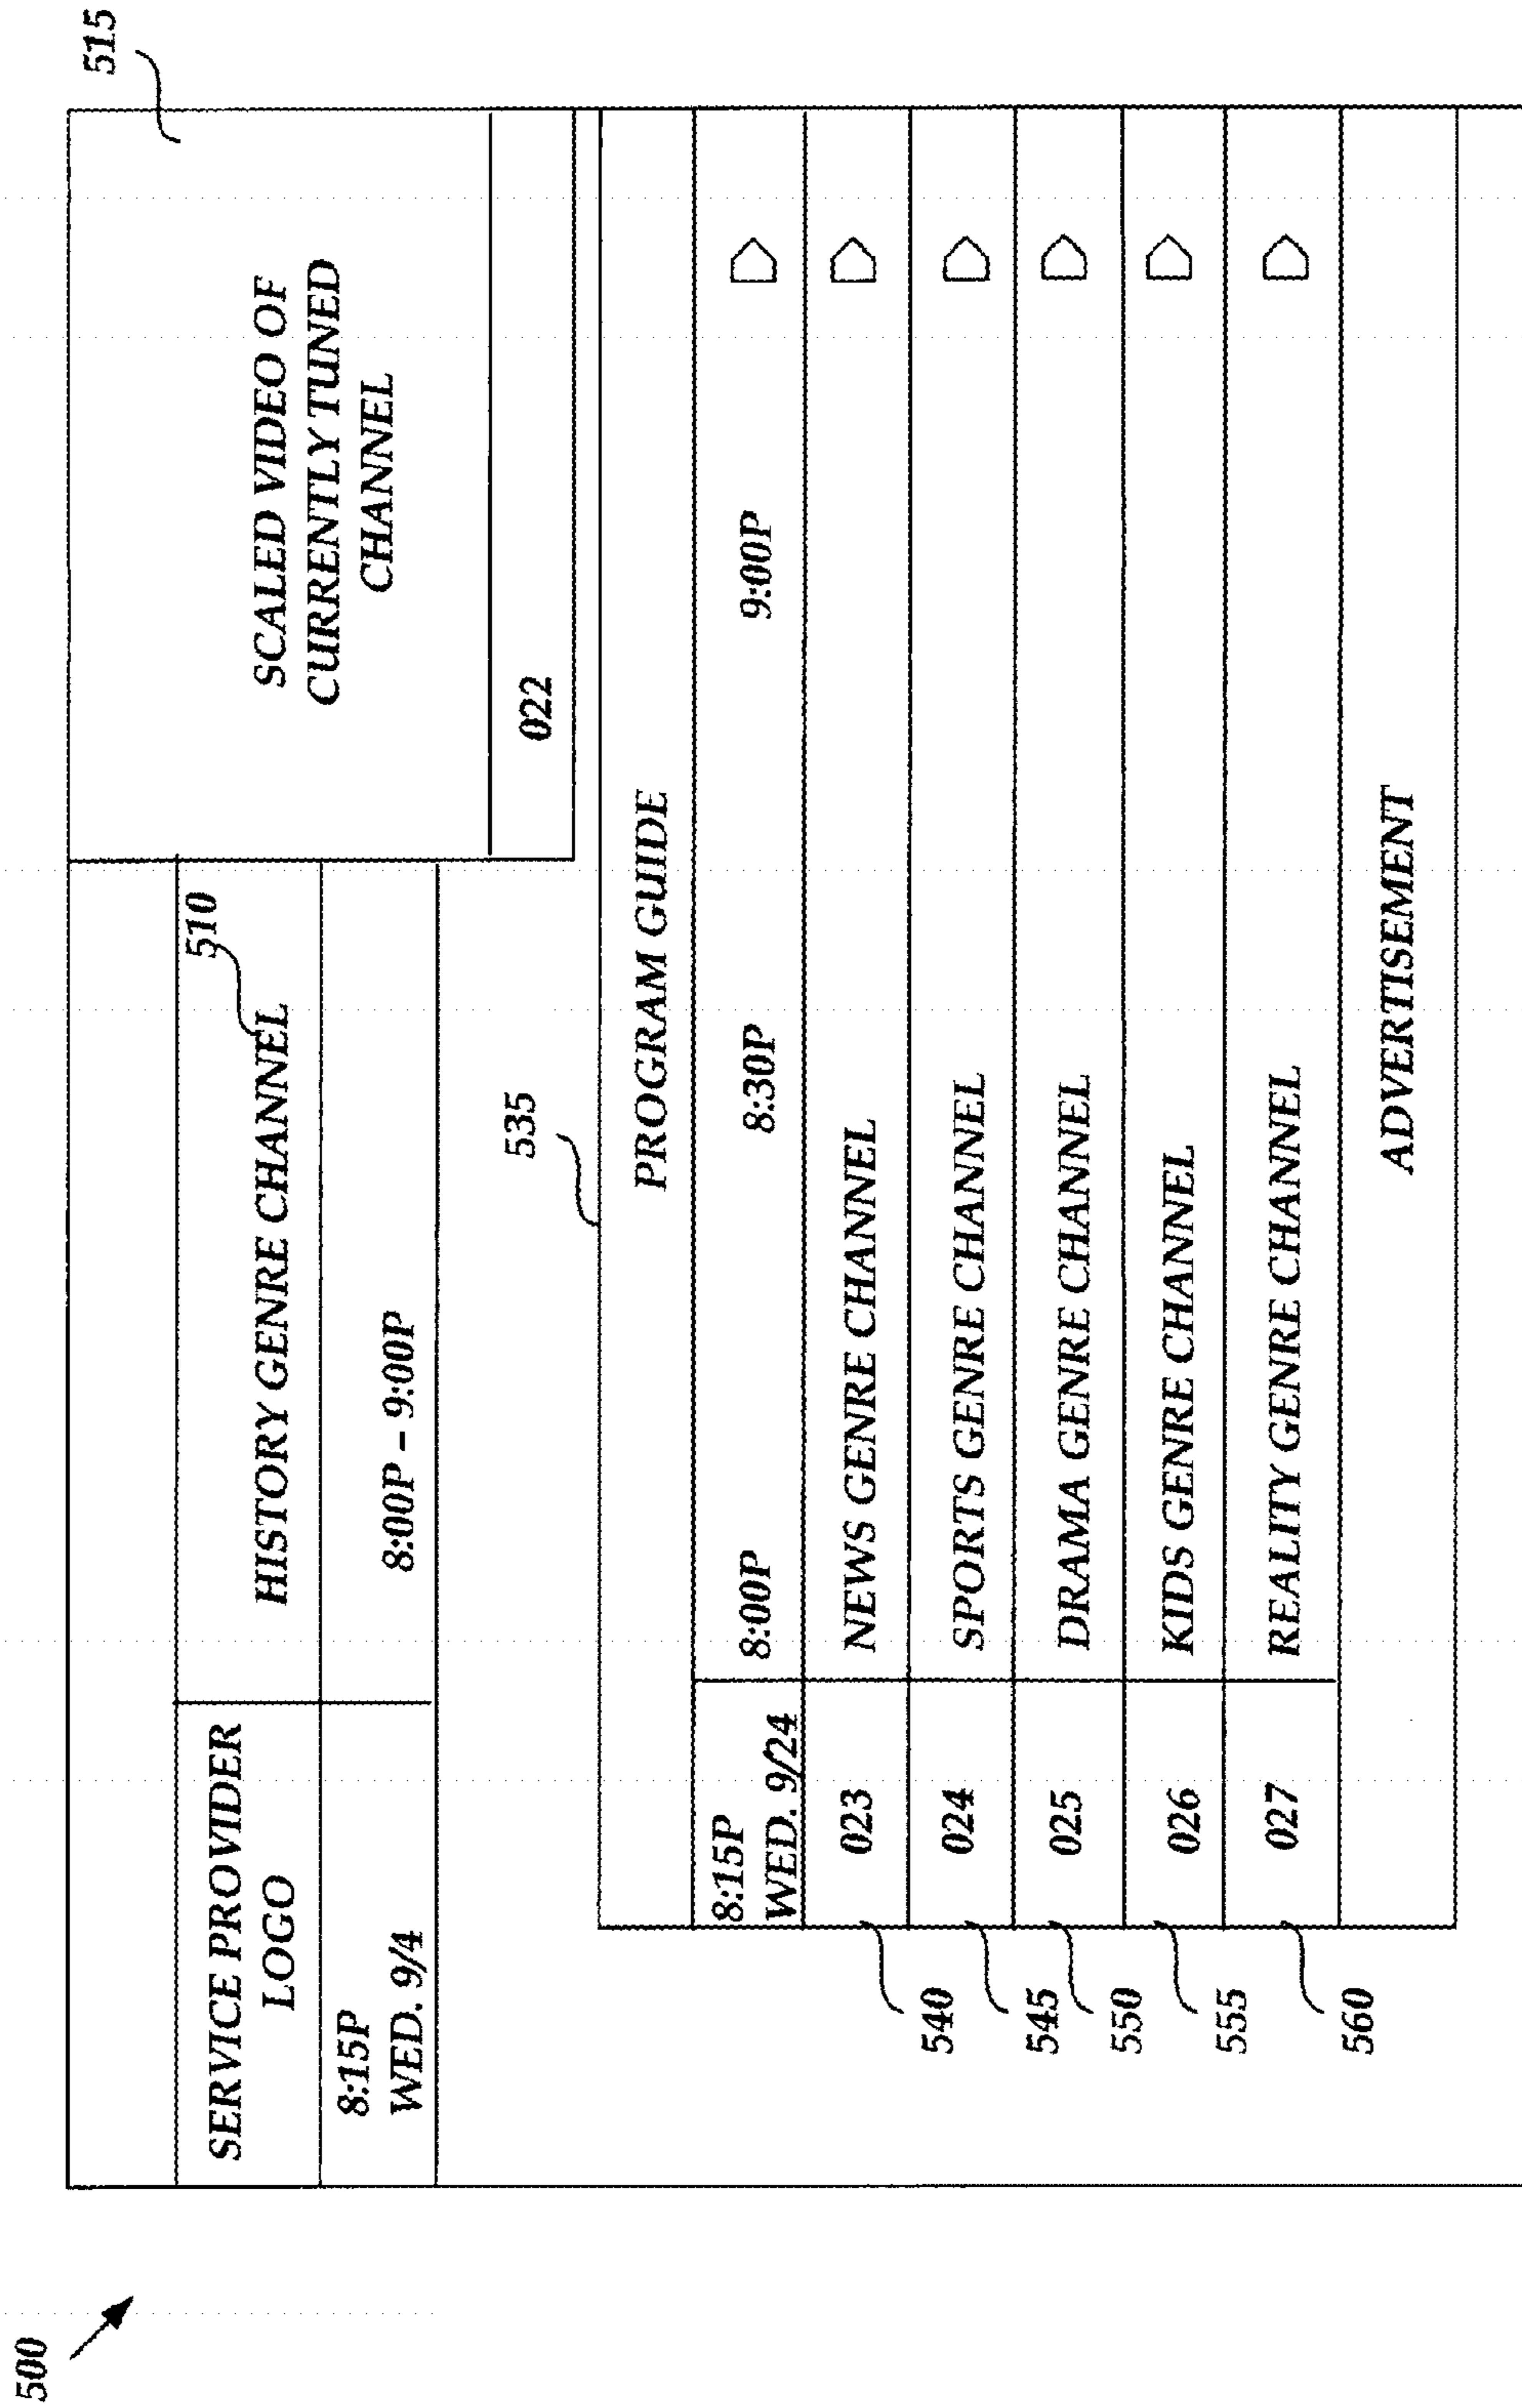 500
515
SERVICE PROVIDER
LOGO
HISTORY GENRE CHANNEL
510
SCALED VIDEO OF
CURRENTLY TUNED
CHANNEL
8:15P
WED. 9/4
8:00P – 9:00P
022
535
PROGRAM GUIDE
8:15P
WED. 9/24
8:00P
8:30P
9:00P
540
023
NEWS GENRE CHANNEL
545
024
SPORTS GENRE CHANNEL
550
025
DRAMA GENRE CHANNEL
555
026
KIDS GENRE CHANNEL
560
027
REALITY GENRE CHANNEL
ADVERTISEMENT